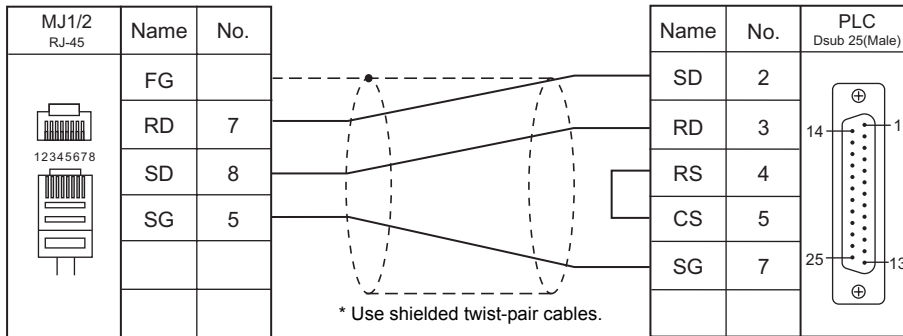 MJ1/2
RJ-45
Name
No.
FG
RD
7
SD
8
SG
5
12345678
* Use shielded twist-pair cables.
Name
No.
PLC
Dsub 25(Male)
SD
2
RD
3
RS
4
CS
5
SG
7
14
1
25
13